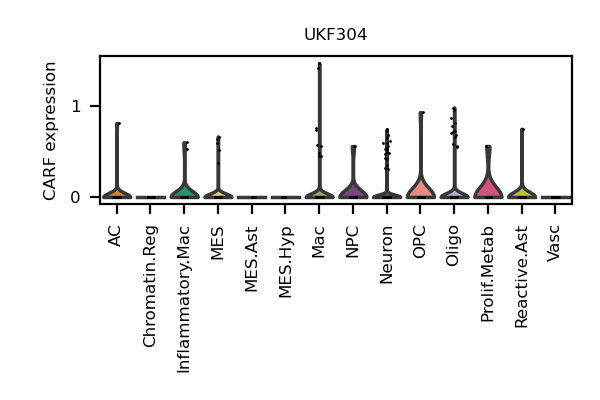 UKF304
CARF expression
1
0
AC
Chromatin.Reg
Inflammatory.Mac
MES
MES.Ast
MES.Hyp
Mac
NPC
Neuron
OPC
Oligo
Prolif.Metab
Reactive.Ast
Vasc